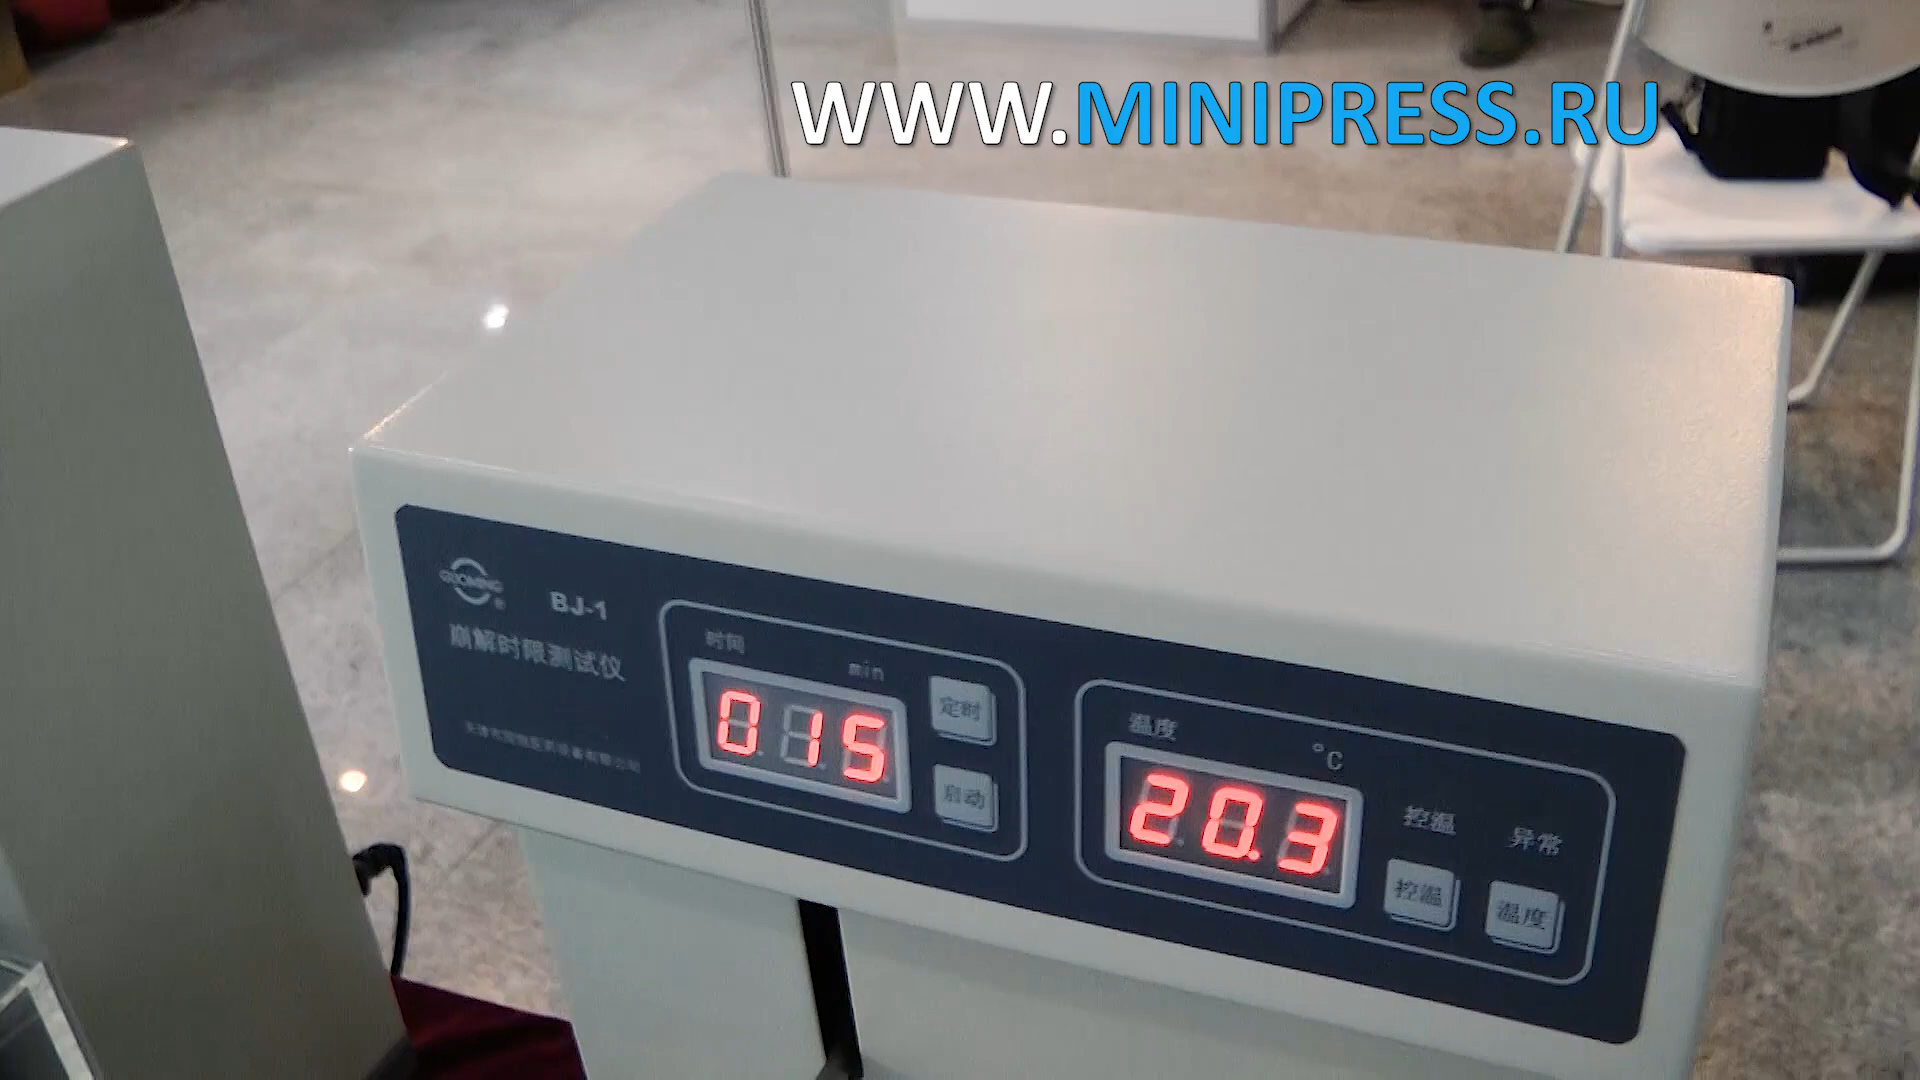 WWW.MINIPRESS.RU
GUOMING
BJ-1
崩解时限测试仪
时间
min
015
定时
启动
温度
°C
20.3
控温
异常
控温
温度